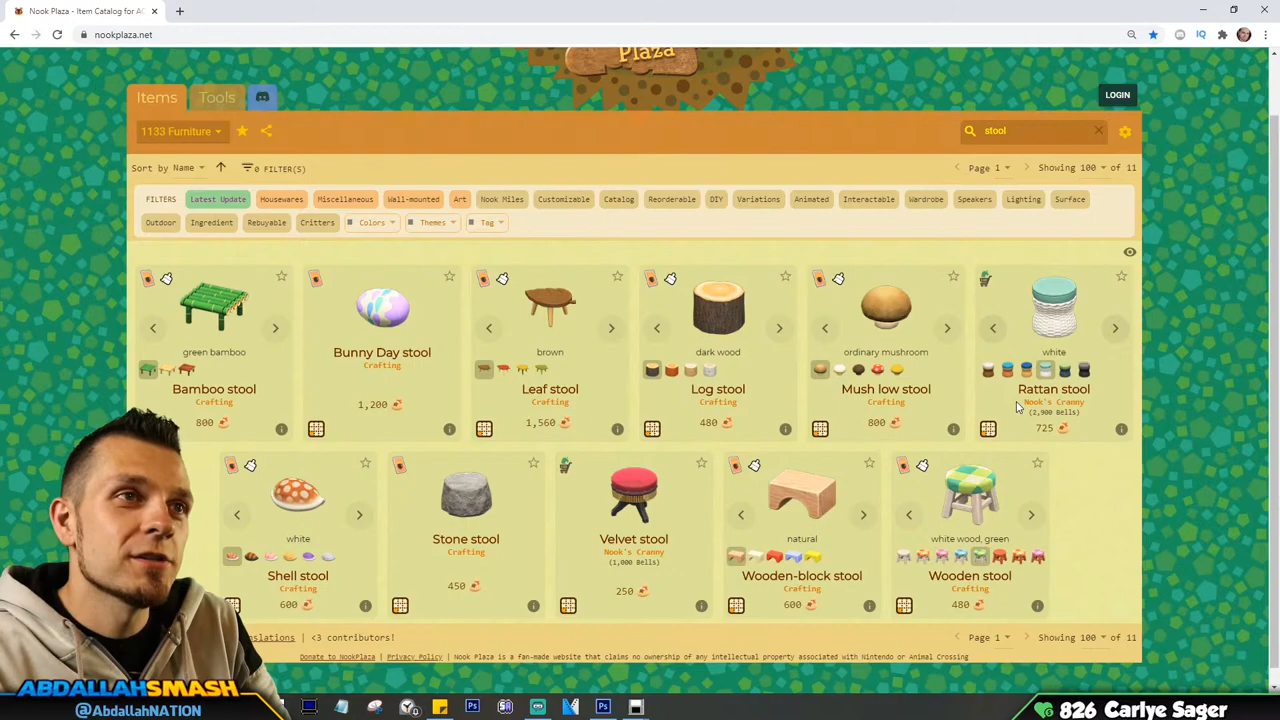 Nook Plaza - Item Catalog for AC
nookplaza.net
Plaza
Items
Tools
LOGIN
1133 Furniture
stool
Sort by Name
0 FILTER(S)
Page 1
Showing 100 of 11
FILTERS
Latest Update
Housewares
Miscellaneous
Wall-mounted
Art
Nook Miles
Customizable
Catalog
Reorderable
DIY
Variations
Animated
Interactable
Wardrobe
Speakers
Lighting
Surface
Outdoor
Ingredient
Rebuyable
Critters
Colors
Themes
Tag
green bamboo
Bamboo stool
Crafting
800
Bunny Day stool
Crafting
1,200
brown
Leaf stool
Crafting
1,560
dark wood
Log stool
Crafting
480
ordinary mushroom
Mush low stool
Crafting
800
white
Rattan stool
Nook's Cranny
(2,900 Bells)
725
white
Shell stool
Crafting
600
Stone stool
Crafting
450
Velvet stool
Nook's Cranny
(1,000 Bells)
250
natural
Wooden-block stool
Crafting
600
white wood, green
Wooden stool
Crafting
480
| <3 contributors!
Page 1
Showing 100 of 11
Donate to NookPlaza | Privacy Policy | Nook Plaza is a fan-made website that claims no ownership of any intellectual property associated with Nintendo or Animal Crossing
ABDALLAHSMASH
@AbdallahNATION
826 Carlye Sager